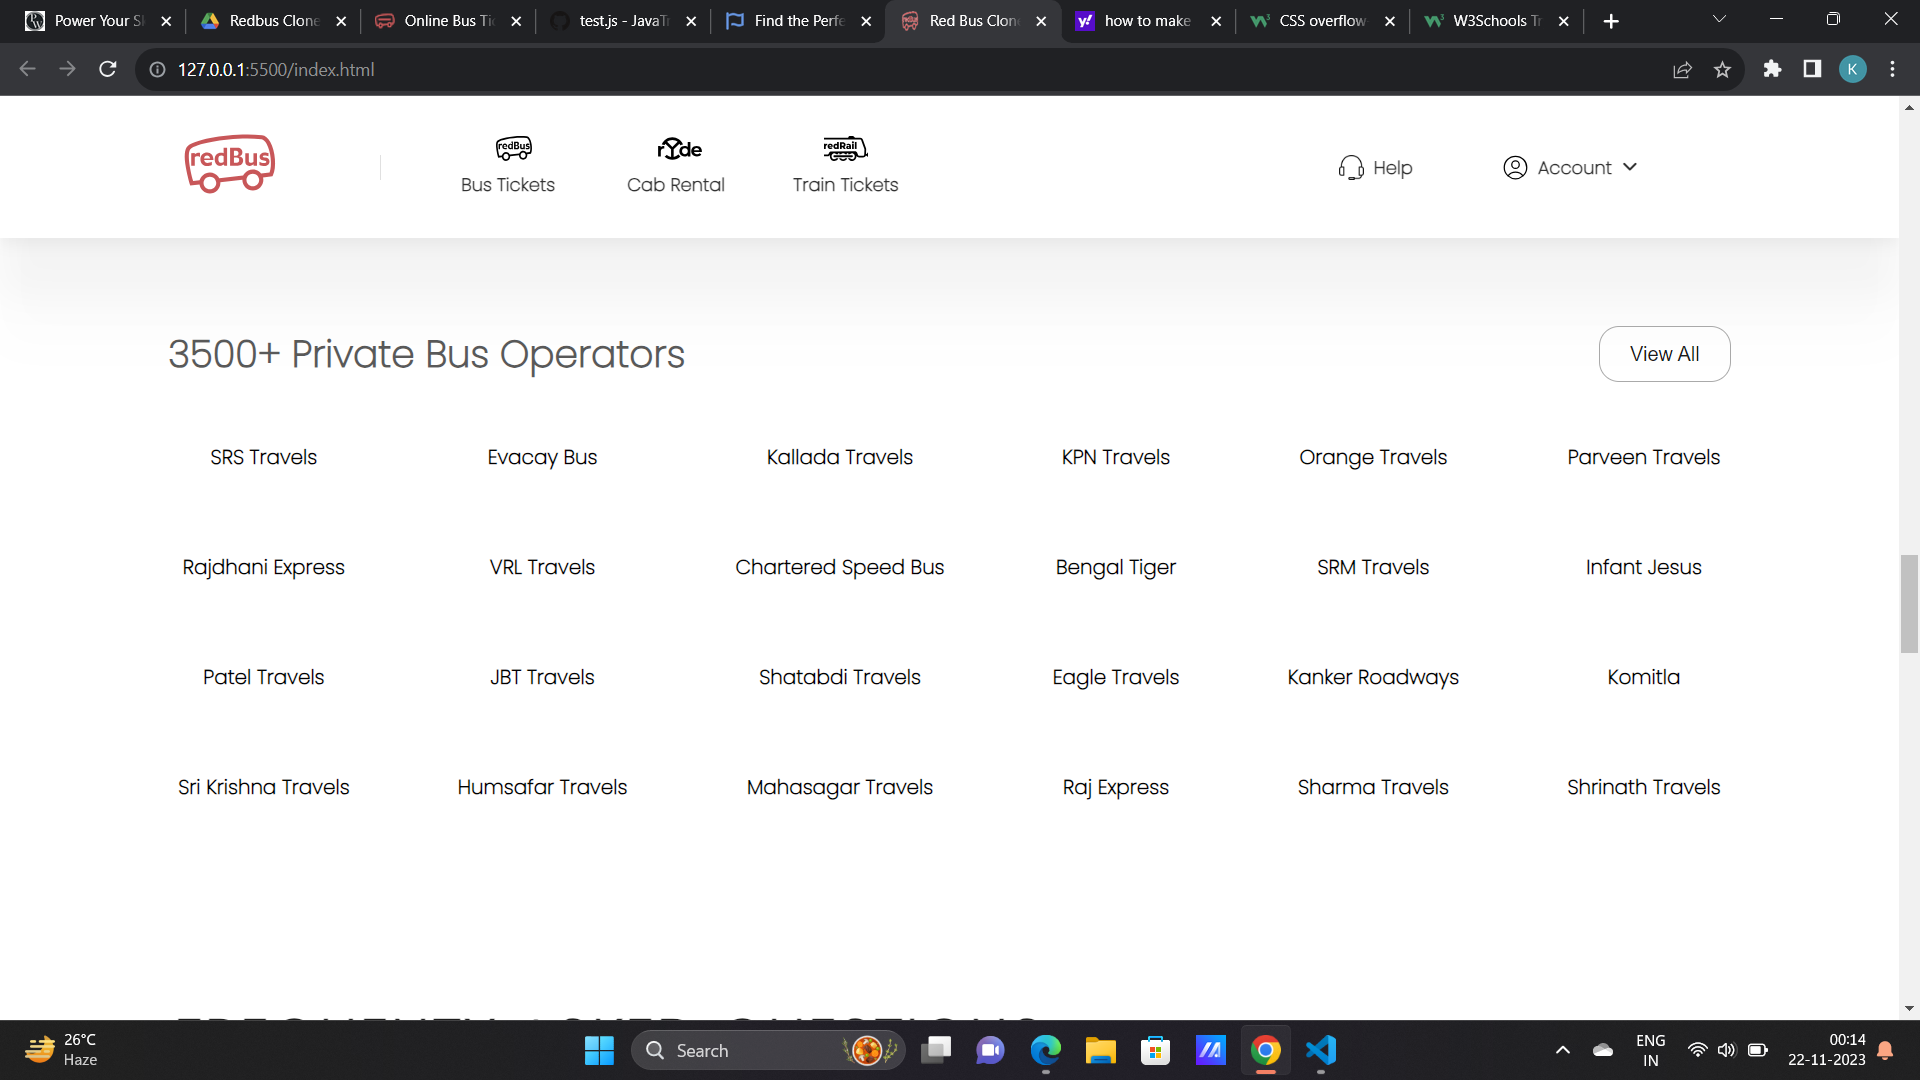 Power Your Sk
Redbus Clone
Online Bus Tic
test.js - JavaTr
Find the Perfe
Red Bus Clone
how to make
CSS overflow
W3Schools Tr
127.0.0.1:5500/index.html
K
redBus
redBus
Bus Tickets
rYde
Cab Rental
redRail
Train Tickets
Help
Account
3500+ Private Bus Operators
View All
SRS Travels Evacay Bus Kallada Travels KPN Travels Orange Travels Parveen Travels
Rajdhani Express VRL Travels Chartered Speed Bus Bengal Tiger SRM Travels Infant Jesus
Patel Travels JBT Travels Shatabdi Travels Eagle Travels Kanker Roadways Komitla
Sri Krishna Travels Humsafar Travels Mahasagar Travels Raj Express Sharma Travels Shrinath Travels
26°C
Haze
Search
ENG
IN
00:14
22-11-2023